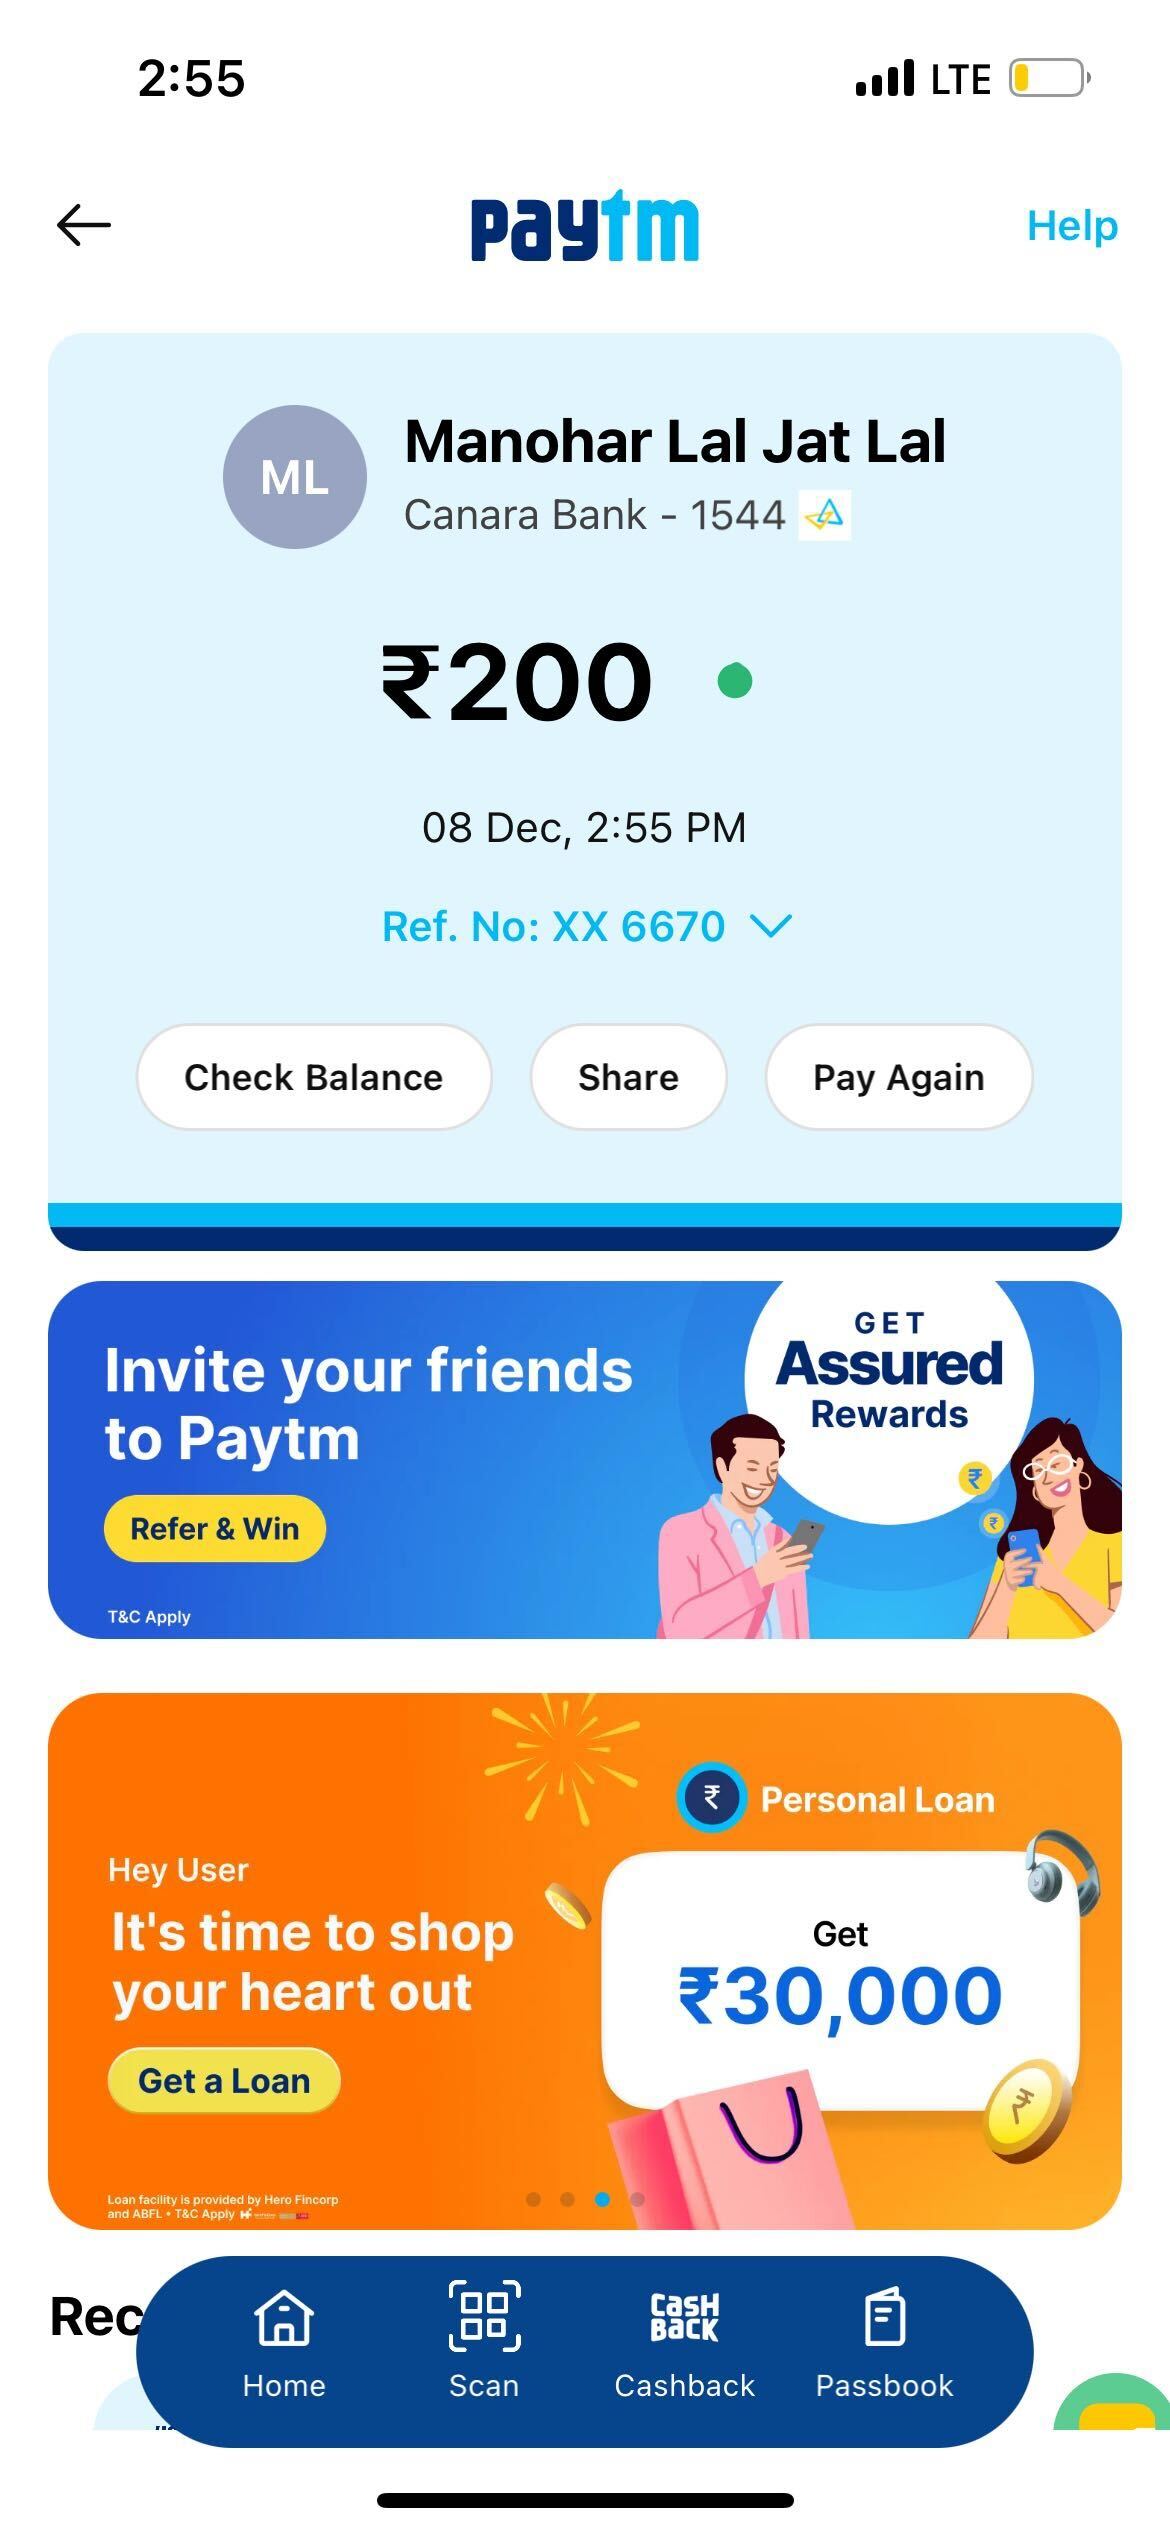 2:55
LTE
paytm
Help
ML
Manohar Lal Jat Lal
Canara Bank - 1544
₹200
08 Dec, 2:55 PM
Ref. No: XX 6670
Check Balance
Share
Pay Again
Invite your friends
to Paytm
Refer & Win
T&C Apply
GET
Assured
Rewards
₹
₹
₹
Personal Loan
Hey User
It's time to shop
your heart out
Get a Loan
Get
₹30,000
₹
Loan facility is provided by Hero Fincorp
and ABFL • T&C Apply
Rec
Home
Scan
CASH
BACK
Cashback
Passbook